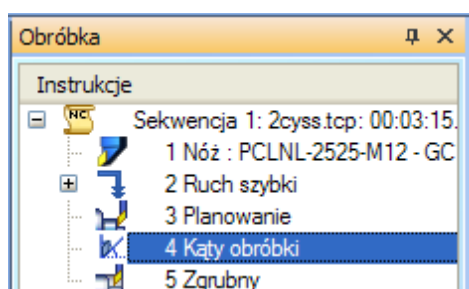 Obróbka
Instrukcje
NC Sekwencja 1: 2cyss.tcp: 00:03:15.
1 Nóż : PCLNL-2525-M12 - GC
2 Ruch szybki
3 Planowanie
4 Kąty obróbki
5 Zgrubny